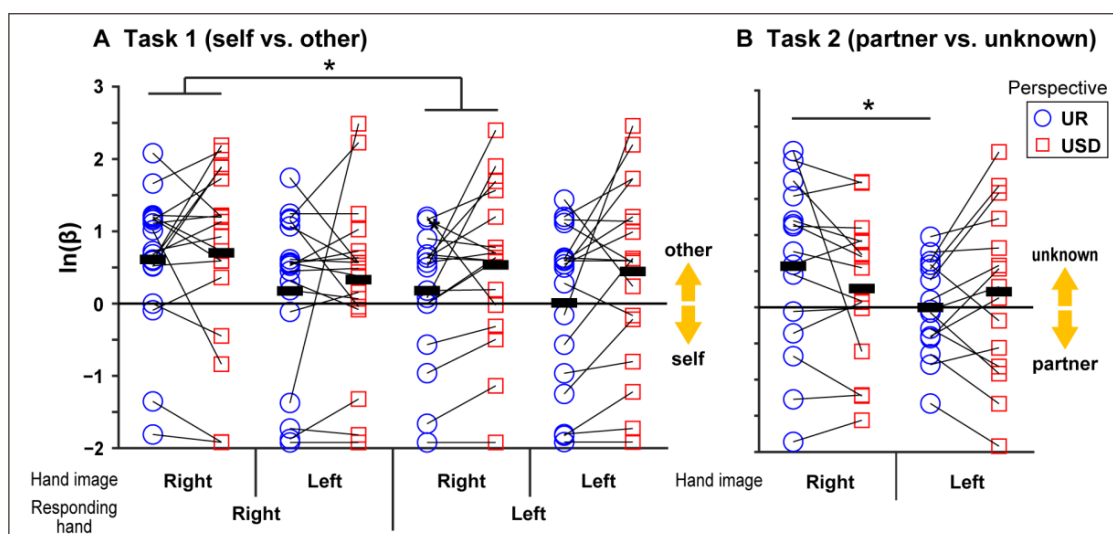 A Task 1 (self vs. other)
B Task 2 (partner vs. unknown)
Perspective
UR
USD
*
*
ln(β)
3
2
1
0
−1
−2
other
self
unknown
partner
Hand image Right Left Right Left
Responding hand Right Left
Hand image Right Left